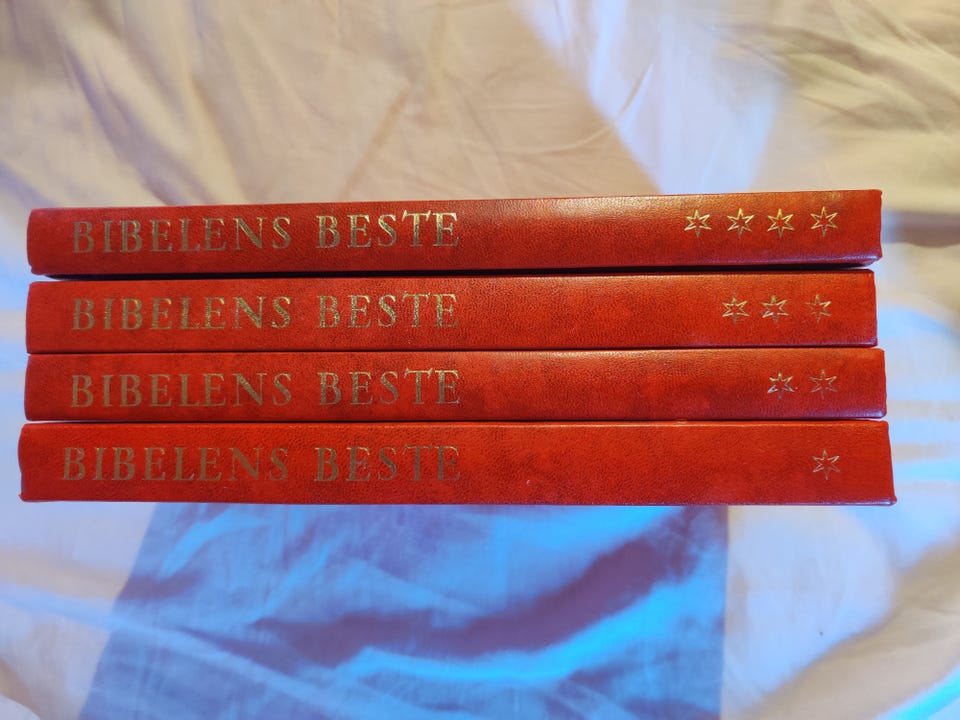 BIBELENS BESTE ✡ ✡ ✡ ✡
BIBELENS BESTE ✡ ✡ ✡
BIBELENS BESTE ✡ ✡
BIBELENS BESTE ✡